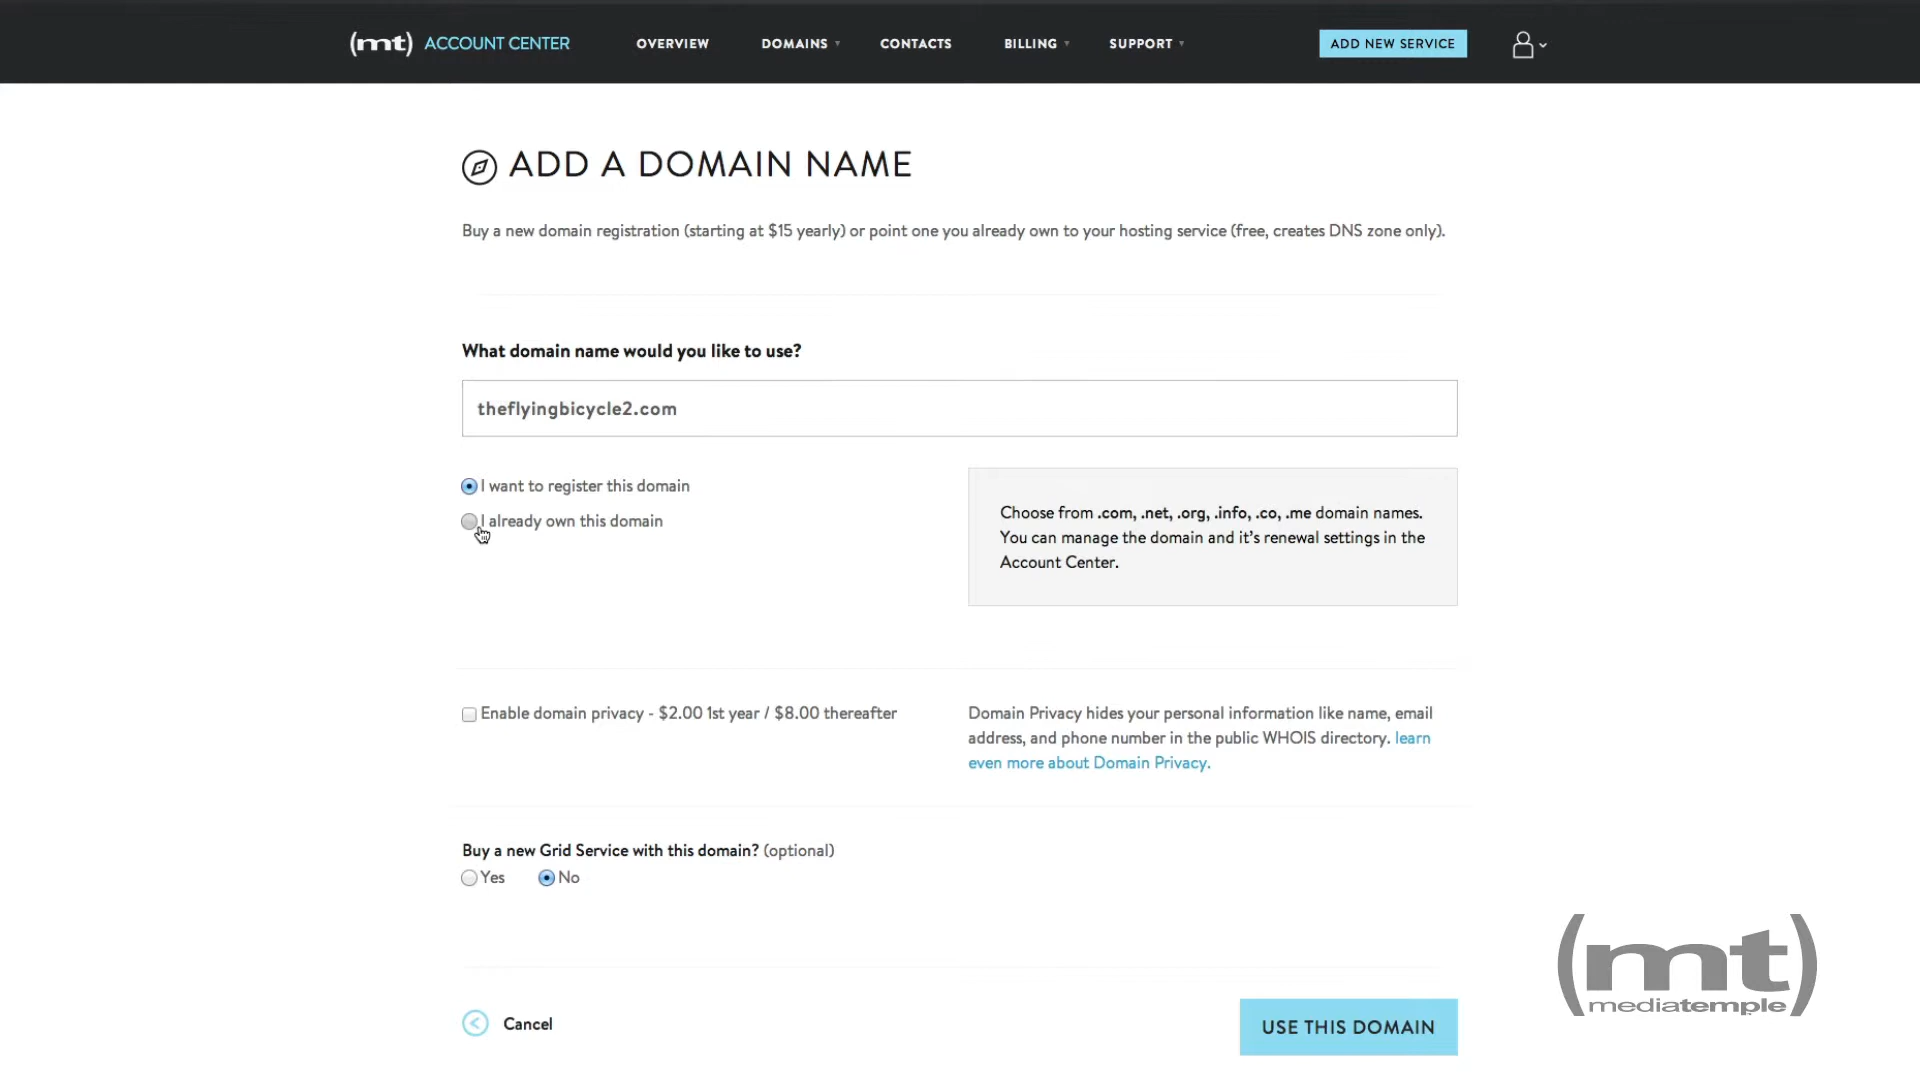 (mt) ACCOUNT CENTER OVERVIEW DOMAINS CONTACTS BILLING SUPPORT ADD NEW SERVICE
ADD A DOMAIN NAME
Buy a new domain registration (starting at $15 yearly) or point one you already own to your hosting service (free, creates DNS zone only).
What domain name would you like to use?
theflyingbicycle2.com
I want to register this domain
I already own this domain
Choose from .com, .net, .org, .info, .co, .me domain names.
You can manage the domain and it's renewal settings in the
Account Center.
Enable domain privacy - $2.00 1st year / $8.00 thereafter
Domain Privacy hides your personal information like name, email
address, and phone number in the public WHOIS directory. learn
even more about Domain Privacy.
Buy a new Grid Service with this domain? (optional)
Yes No
Cancel
USE THIS DOMAIN
(mt)
mediatemple